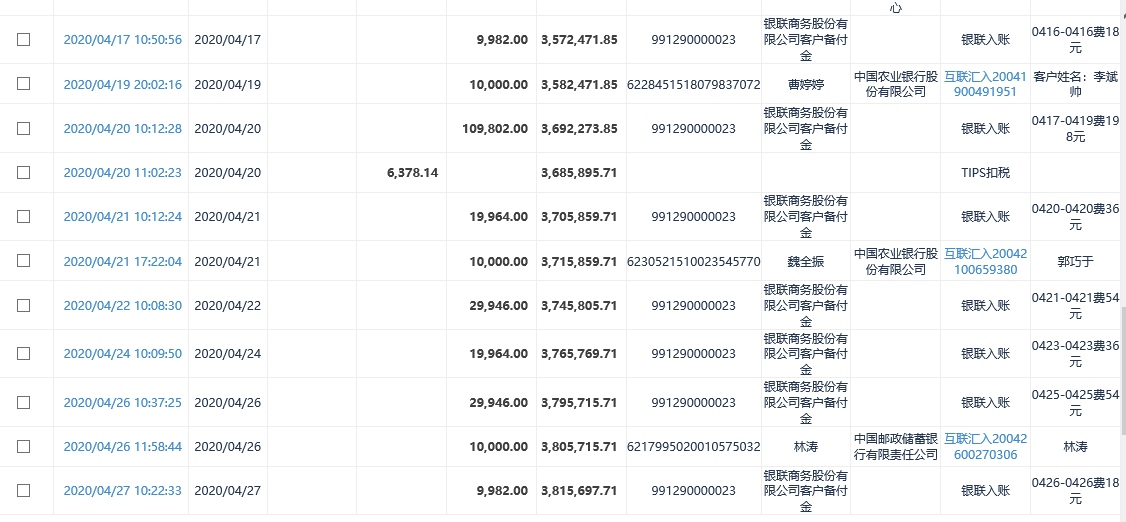 心
2020/04/17 10:50:56 2020/04/17 9,982.00 3,572,471.85 991290000023 银联商务股份有限公司客户备付金 银联入账 0416-0416费18元
2020/04/19 20:02:16 2020/04/19 10,000.00 3,582,471.85 6228451518079837072 曹婷婷 中国农业银行股份有限公司 互联汇入20041900491951 客户姓名：李斌帅
2020/04/20 10:12:28 2020/04/20 109,802.00 3,692,273.85 991290000023 银联商务股份有限公司客户备付金 银联入账 0417-0419费198元
2020/04/20 11:02:23 2020/04/20 6,378.14 3,685,895.71 TIPS扣税
2020/04/21 10:12:24 2020/04/21 19,964.00 3,705,859.71 991290000023 银联商务股份有限公司客户备付金 银联入账 0420-0420费36元
2020/04/21 17:22:04 2020/04/21 10,000.00 3,715,859.71 6230521510023545770 魏全振 中国农业银行股份有限公司 互联汇入20042100659380 郭巧于
2020/04/22 10:08:30 2020/04/22 29,946.00 3,745,805.71 991290000023 银联商务股份有限公司客户备付金 银联入账 0421-0421费54元
2020/04/24 10:09:50 2020/04/24 19,964.00 3,765,769.71 991290000023 银联商务股份有限公司客户备付金 银联入账 0423-0423费36元
2020/04/26 10:37:25 2020/04/26 29,946.00 3,795,715.71 991290000023 银联商务股份有限公司客户备付金 银联入账 0425-0425费54元
2020/04/26 11:58:44 2020/04/26 10,000.00 3,805,715.71 6217995020010575032 林涛 中国邮政储蓄银行有限责任公司 互联汇入20042600270306 林涛
2020/04/27 10:22:33 2020/04/27 9,982.00 3,815,697.71 991290000023 银联商务股份有限公司客户备付金 银联入账 0426-0426费18元